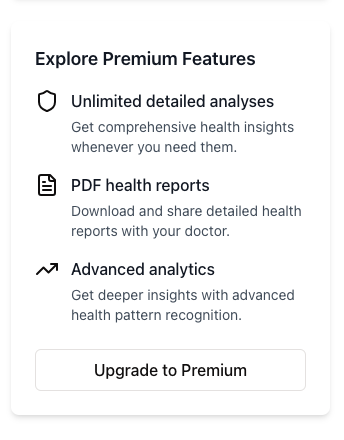 Explore Premium Features
Unlimited detailed analyses
Get comprehensive health insights
whenever you need them.
PDF health reports
Download and share detailed health
reports with your doctor.
Advanced analytics
Get deeper insights with advanced
health pattern recognition.
Upgrade to Premium